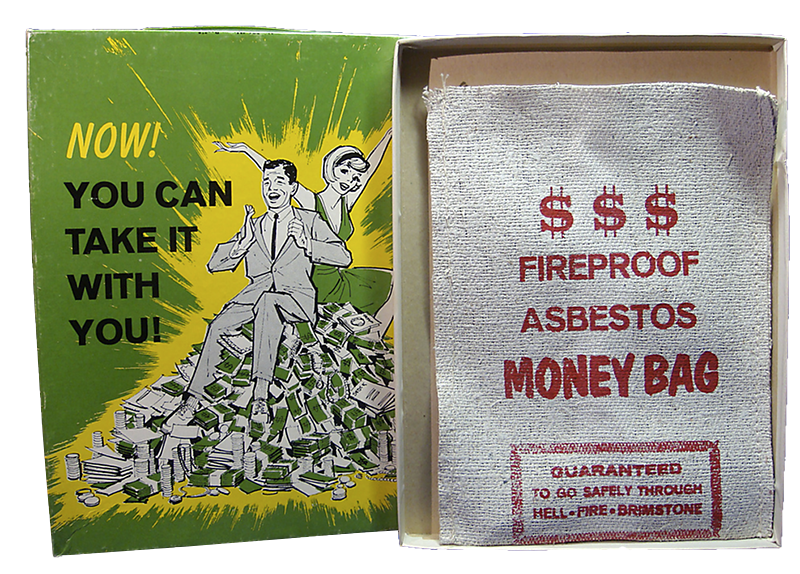 NOW!
YOU CAN
TAKE IT
WITH
YOU!
$ $ $
FIREPROOF
ASBESTOS
MONEY BAG
GUARANTEED
TO GO SAFELY THROUGH
HELL-FIRE•BRIMSTONE